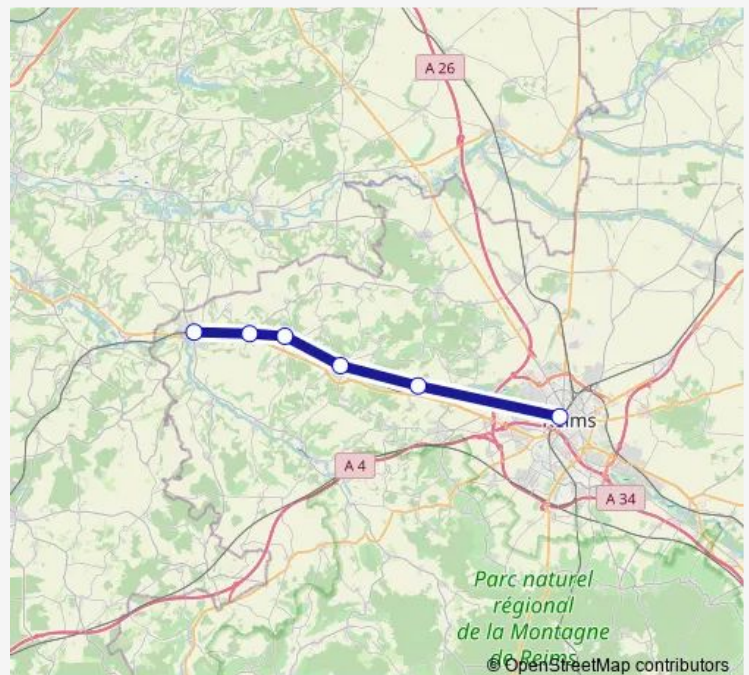 A 26
Reims
A 4
A 34
Parc naturel
régional
de la Montagne
de Reims
© OpenStreetMap contributors